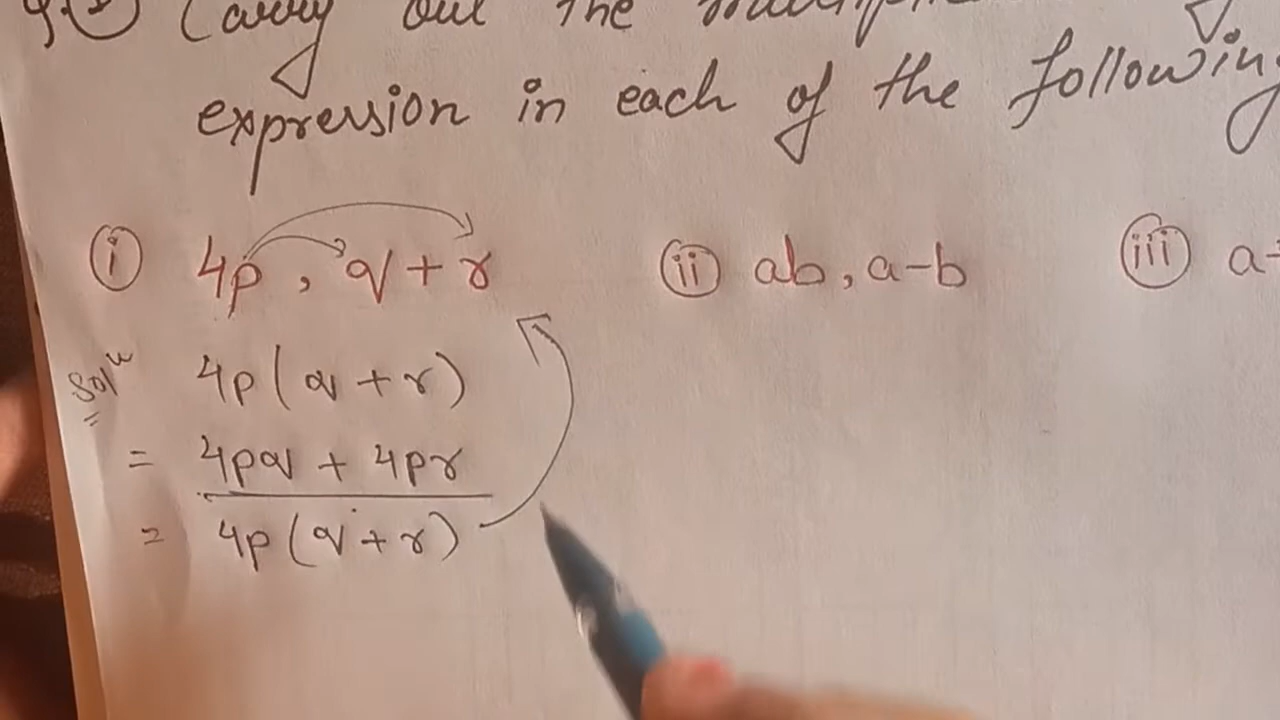 Carry out the
expression in each of the following
(i) 4p, q+r (ii) ab, a-b (iii) a
Solⁿ 4p(q+r)
= 4pq + 4pr
= 4p(q+r)